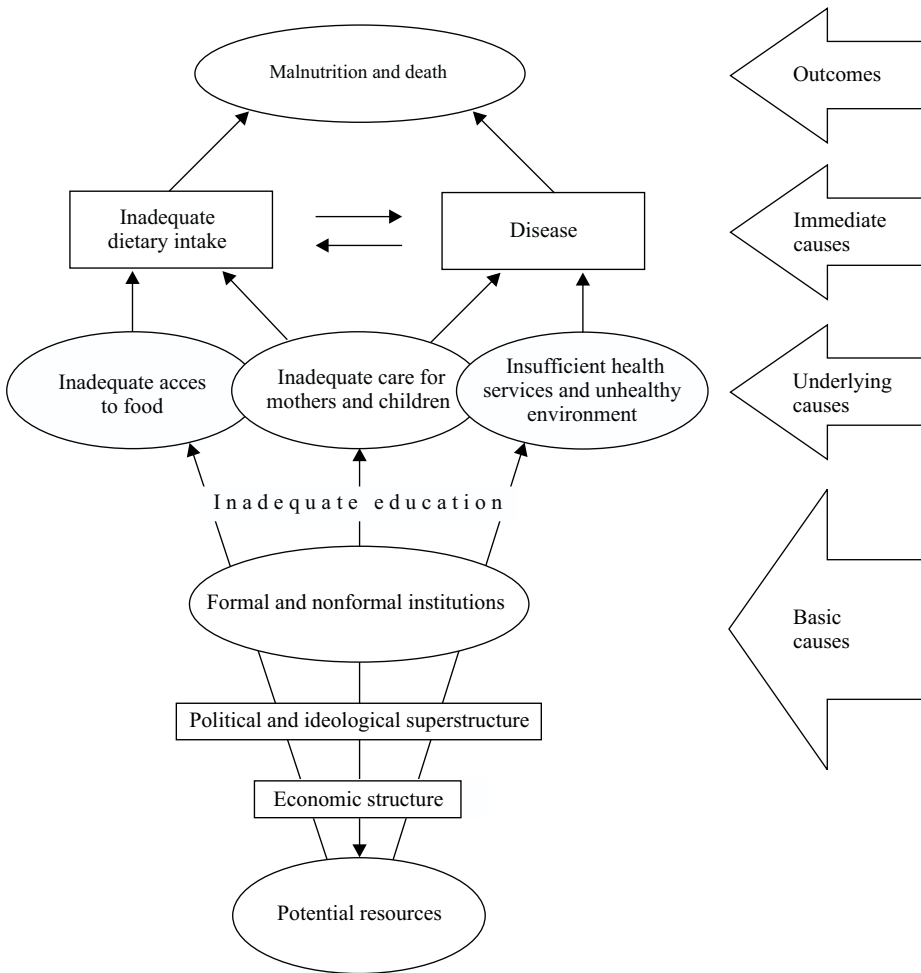 Malnutrition and death
Outcomes
Inadequate
dietary intake
Disease
Immediate
causes
Inadequate acces
to food
Inadequate care for
mothers and children
Insufficient health
services and unhealthy
environment
Underlying
causes
Inadequate education
Formal and nonformal institutions
Basic
causes
Political and ideological superstructure
Economic structure
Potential resources